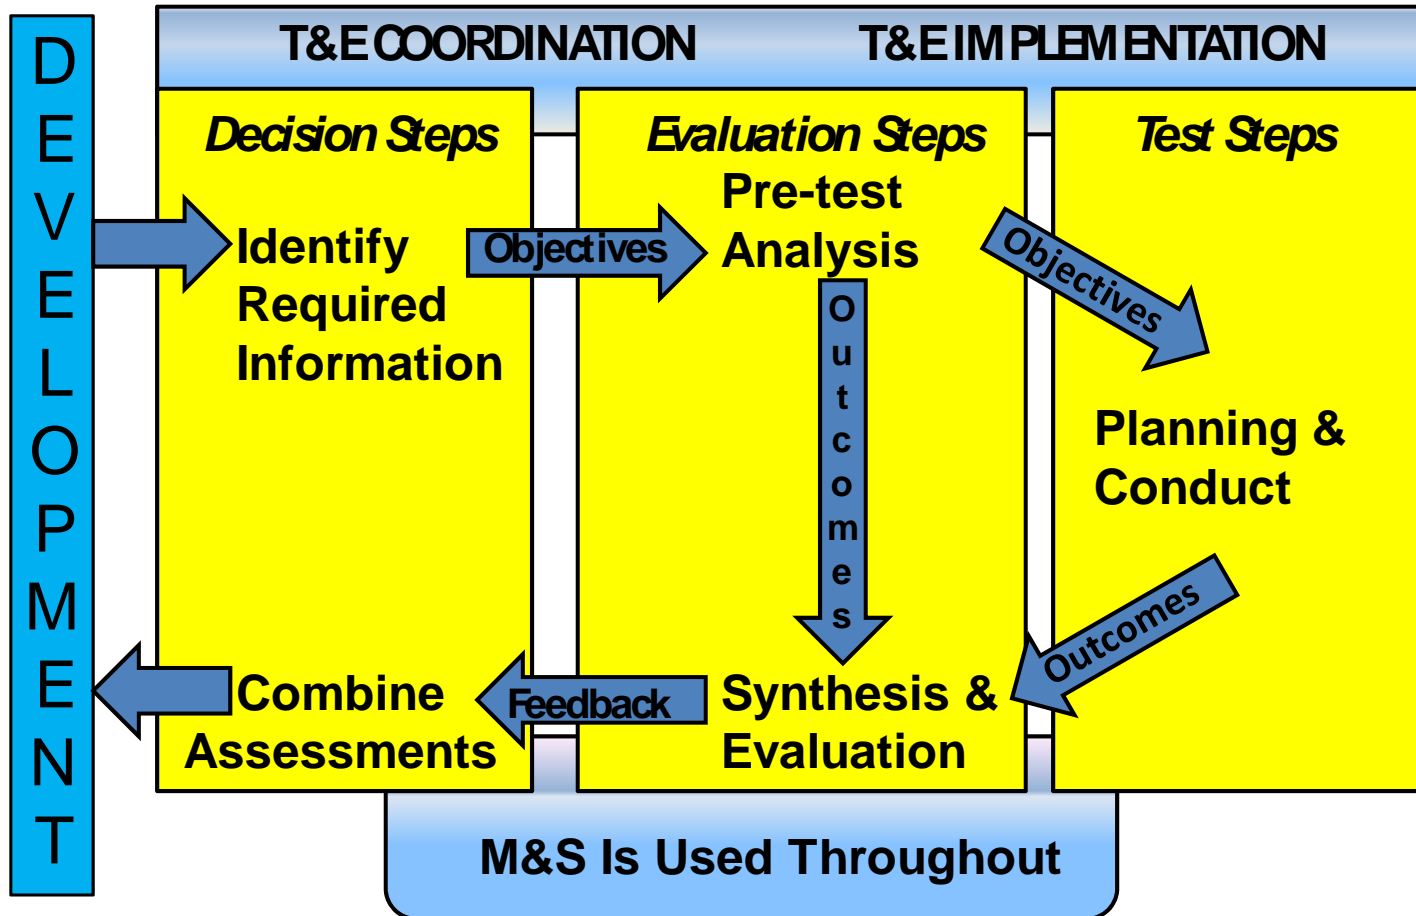 DEVELOPMENT
T&E COORDINATION
T&E IMPLEMENTATION
Decision Steps
Identify
Required
Information
Objectives
Evaluation Steps
Pre-test
Analysis
Objectives
Test Steps
Planning &
Conduct
Outcomes
Outcomes
Synthesis &
Evaluation
Feedback
Combine
Assessments
M&S Is Used Throughout